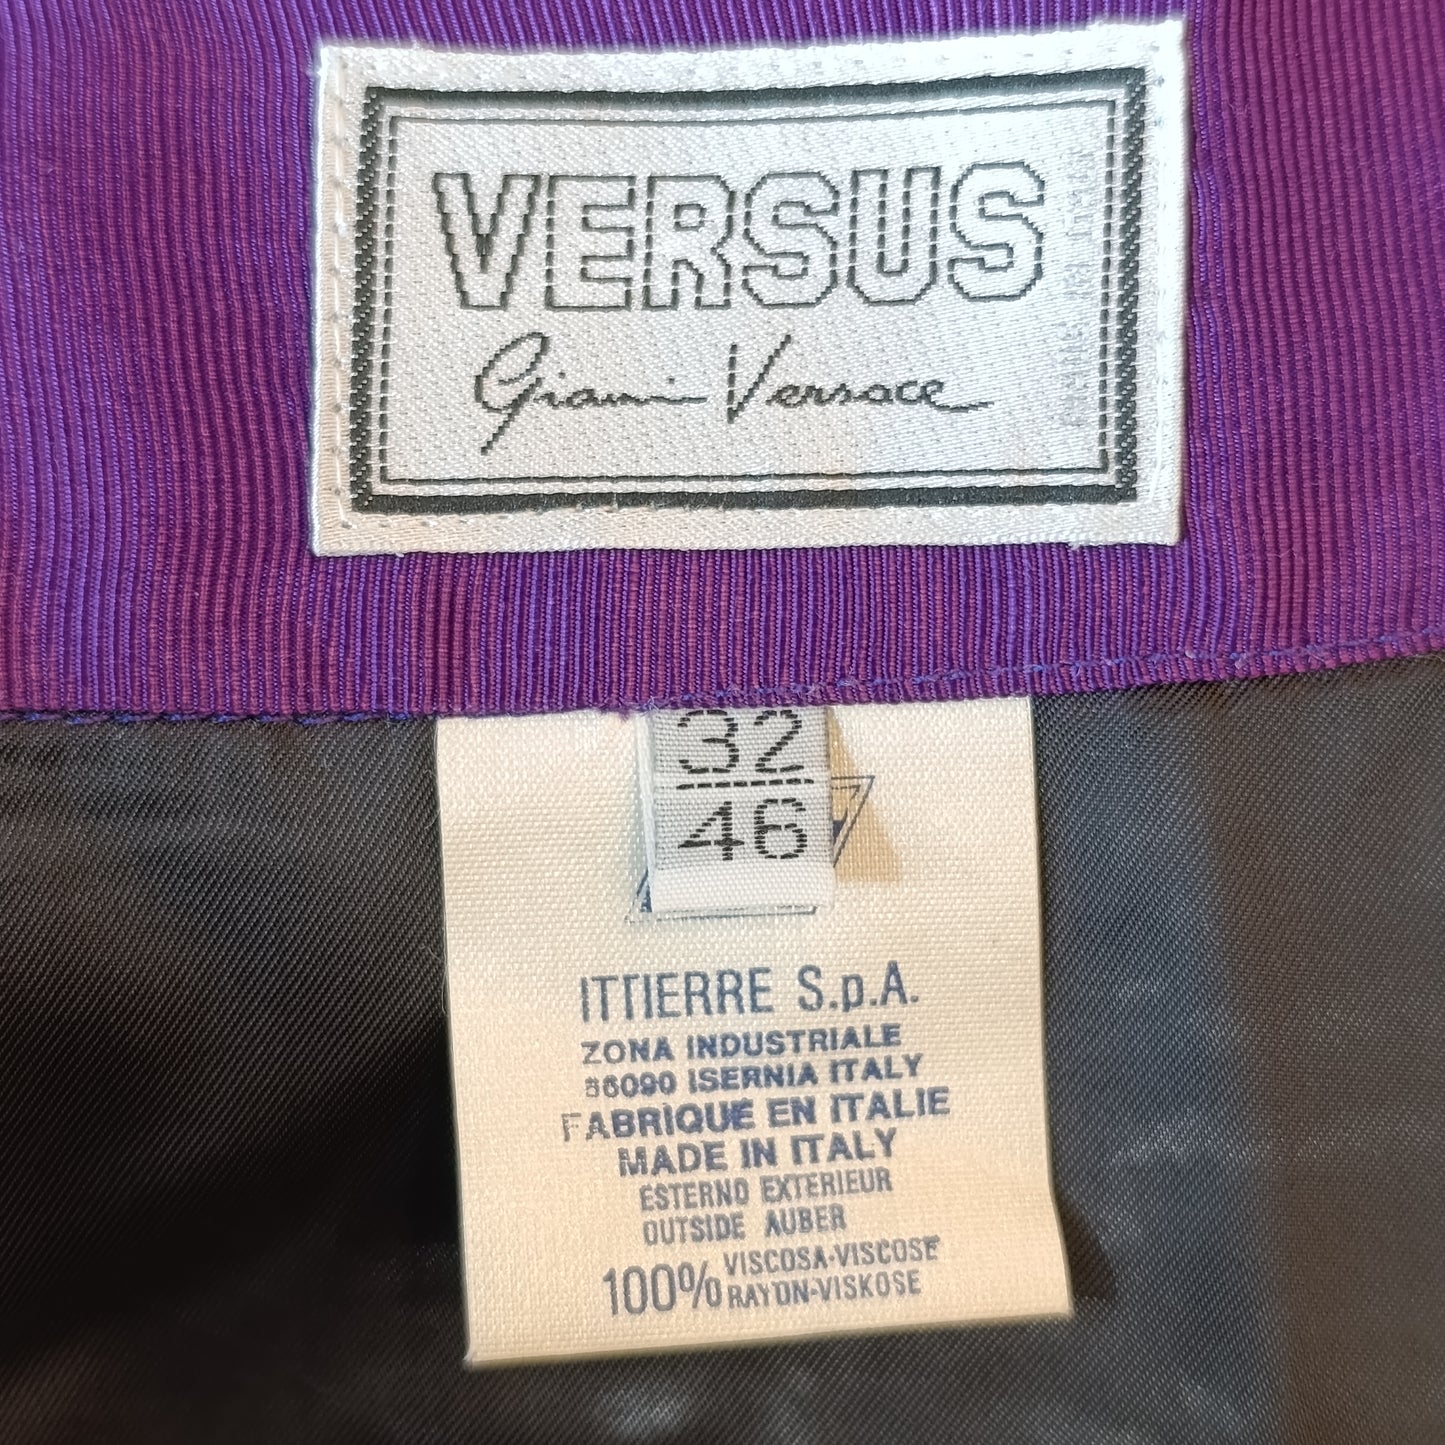 VERSUS
Gianni Versace
32
46
ITTIERRE S.p.A.
ZONA INDUSTRIALE
86090 ISERNIA ITALY
FABRIQUÉ EN ITALIE
MADE IN ITALY
ESTERNO EXTERIEUR
OUTSIDE AUBER
100% VISCOSA-VISCOSE
RAYON-VISKOSE